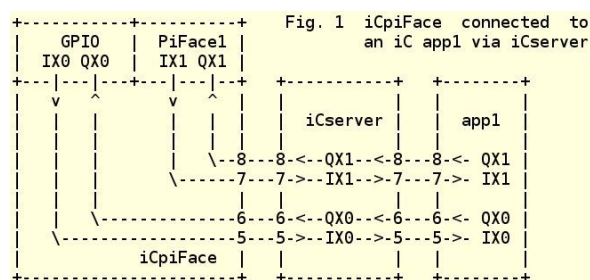 +-----------+----------+    Fig. 1  iCpiFace  connected  to
|    GPIO   |  PiFace1 |            an iC app1 via iCserver
|  IX0 QX0  |  IX1 QX1 |
+---|---|---+---|---|--+   +-----------+   +--------+
|   v   ^       v   ^  |   |           |   |        |
|   |   |       |   |  |   |  iCserver |   |  app1  |
|   |   |       |   |  |   |           |   |        |
|   |   |       |   \--8---8-<--QX1--<-8---8-<- QX1 |
|   |   |       \------7---7->--IX1-->-7---7->- IX1 |
|   |   |              |   |           |   |        |
|   |   \--------------6---6-<--QX0--<-6---6-<- QX0 |
|   \------------------5---5->--IX0-->-5---5->- IX0 |
|           iCpiFace   |   |           |   |        |
+----------------------+   +-----------+   +--------+